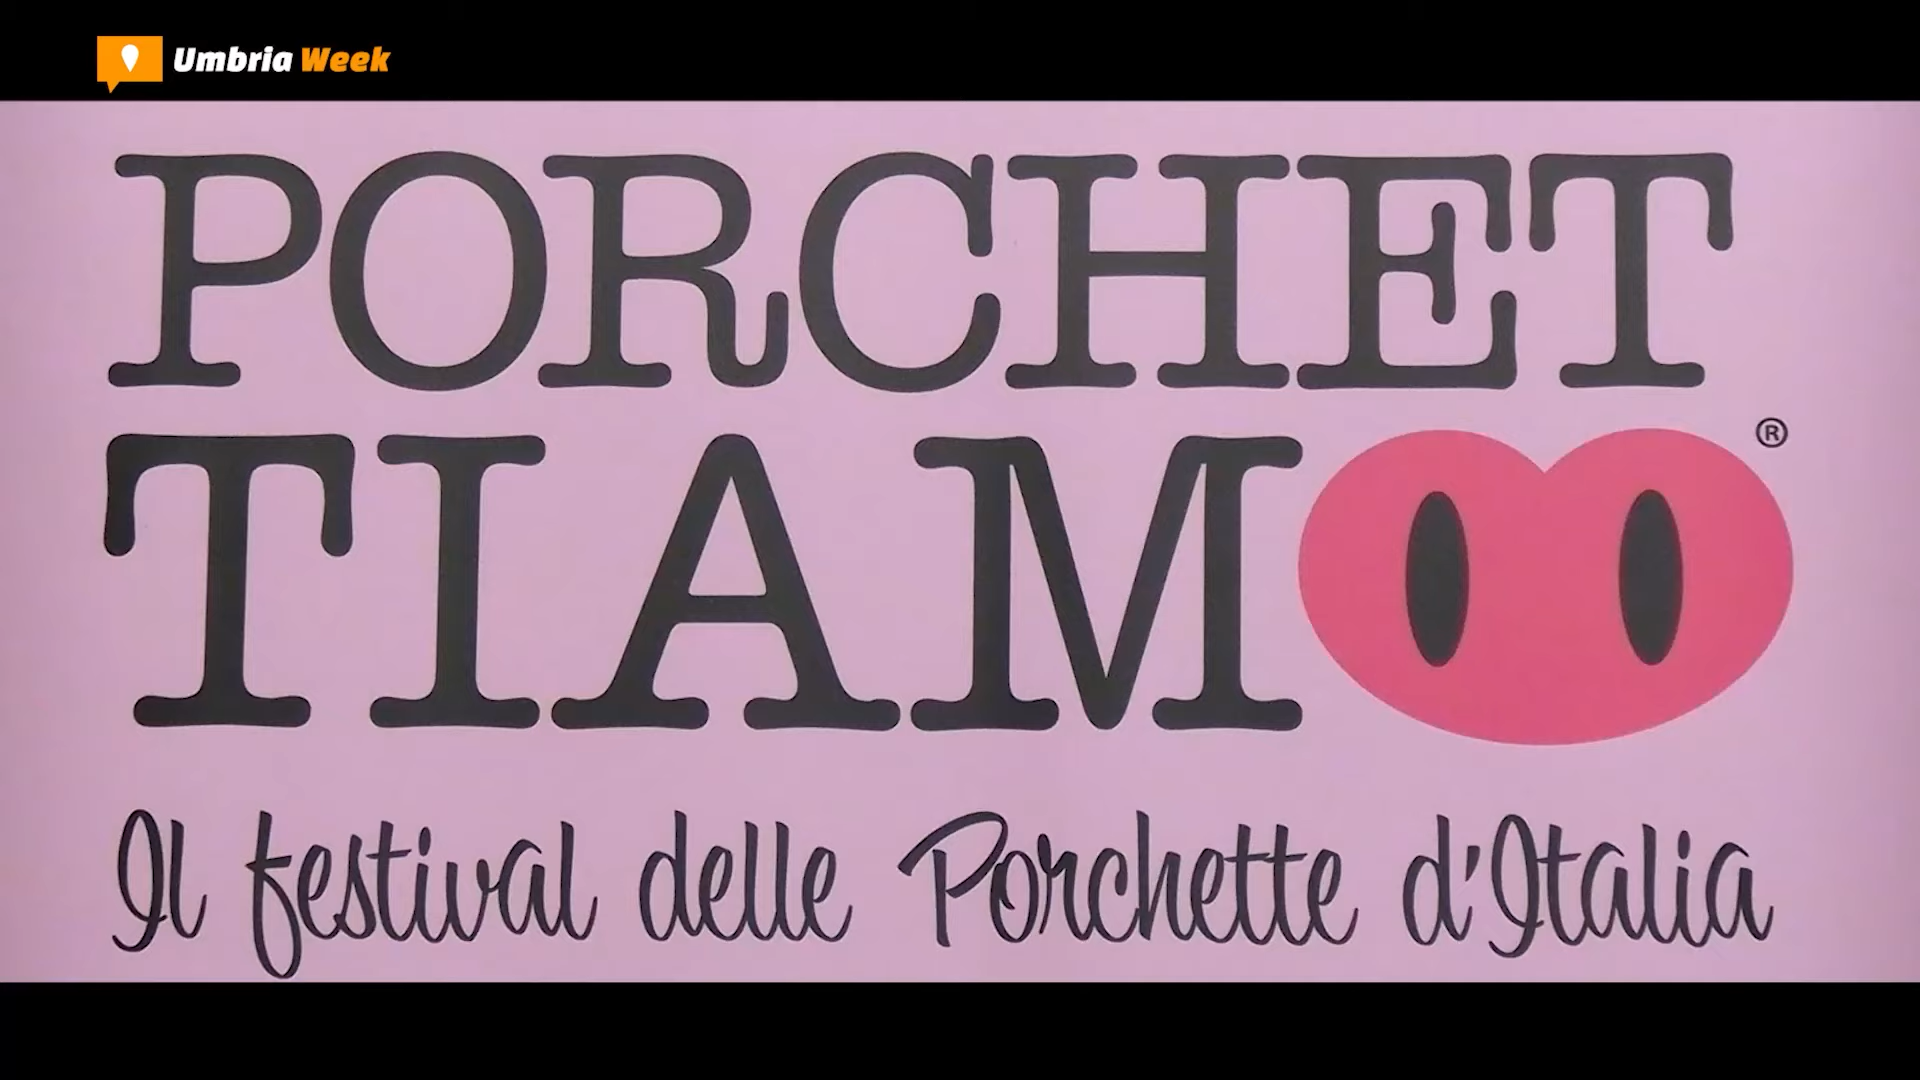 Umbria Week
PORCHET
TIAM
®
Il festival delle Porchette d'Italia